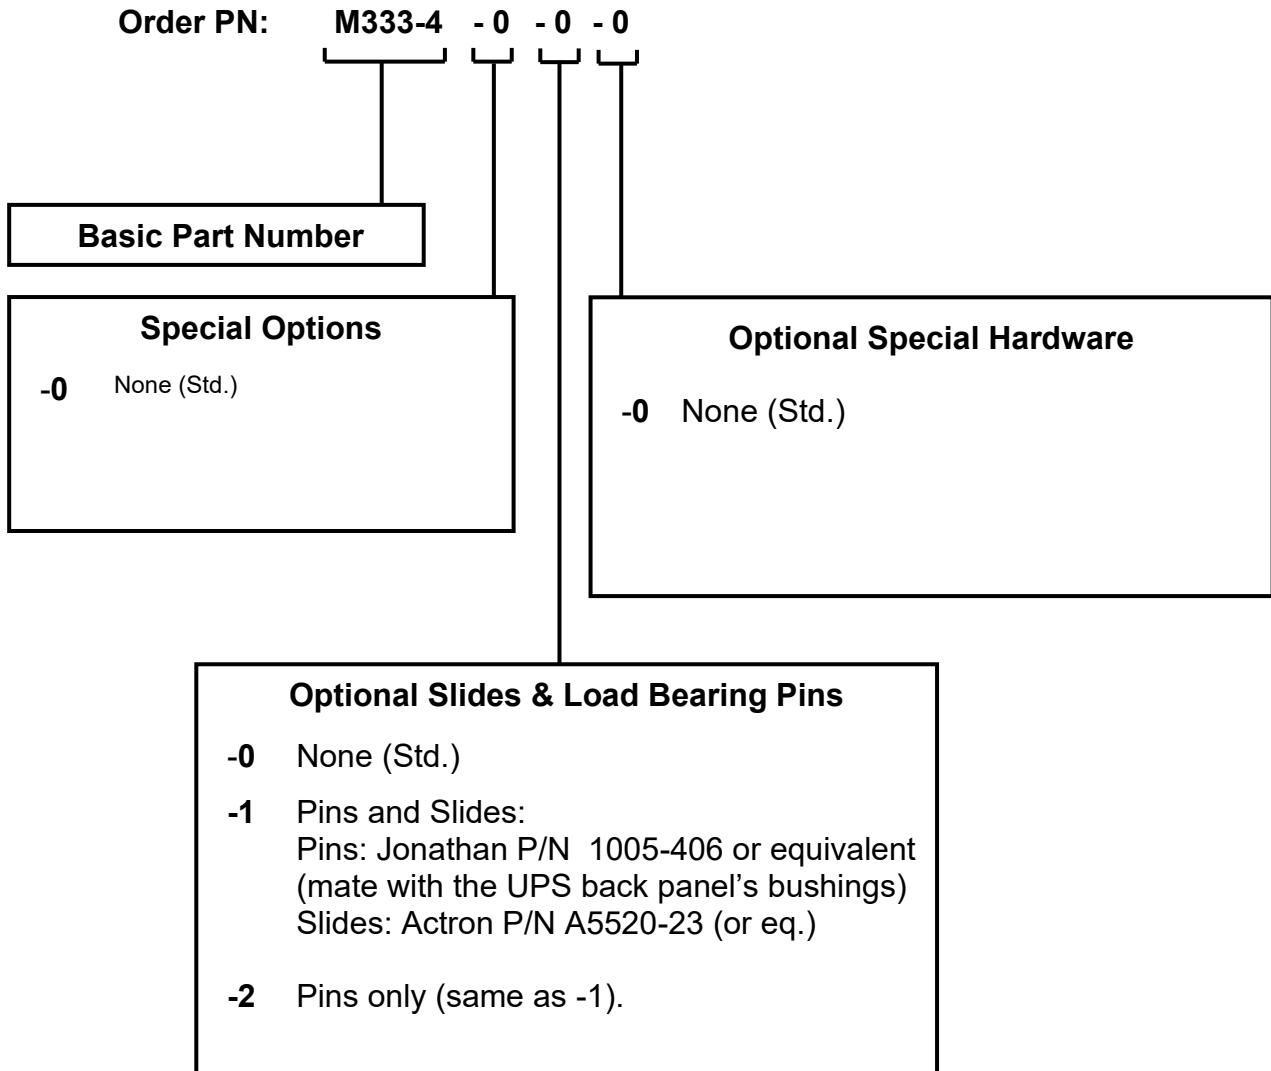 Order PN: M333-4 - 0 - 0 - 0
Basic Part Number
Special Options
-0 None (Std.)
Optional Special Hardware
-0 None (Std.)
Optional Slides & Load Bearing Pins
-0 None (Std.)
-1 Pins and Slides:
Pins: Jonathan P/N 1005-406 or equivalent
(mate with the UPS back panel’s bushings)
Slides: Actron P/N A5520-23 (or eq.)
-2 Pins only (same as -1).